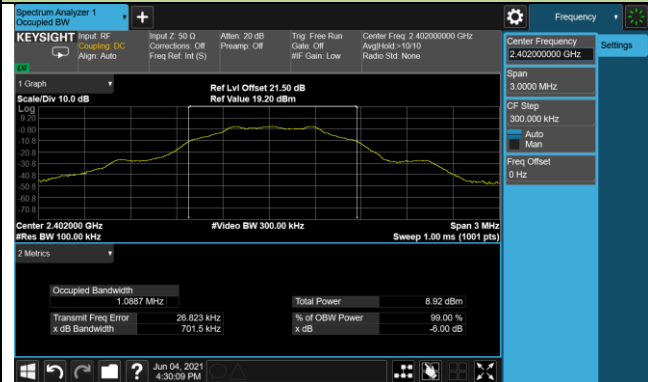 Spectrum Analyzer 1
Occupied BW
Frequency
KEYSIGHT
Input: RF
Coupling: DC
Align: Auto
Input Z: 50 Ω
Corrections: Off
Freq Ref: Int (S)
Atten: 20 dB
Preamp: Off
Trig: Free Run
Gate: Off
#IF Gain: Low
Center Freq: 2.402000000 GHz
Avg|Hold:>10/10
Radio Std: None
LXI
Center Frequency
2.402000000 GHz
Settings
Span
3.0000 MHz
CF Step
300.000 kHz
Auto
Man
Freq Offset
0 Hz
1 Graph
Scale/Div 10.0 dB
Ref Lvl Offset 21.50 dB
Ref Value 19.20 dBm
Log
9.20
-0.80
-10.8
-20.8
-30.8
-40.8
-50.8
-60.8
-70.8
Center 2.402000 GHz
#Res BW 100.00 kHz
#Video BW 300.00 kHz
Span 3 MHz
Sweep 1.00 ms (1001 pts)
2 Metrics
Occupied Bandwidth
1.0887 MHz
Total Power 8.92 dBm
Transmit Freq Error 26.823 kHz
% of OBW Power 99.00 %
x dB Bandwidth 701.5 kHz
x dB -6.00 dB
Jun 04, 2021
4:30:09 PM